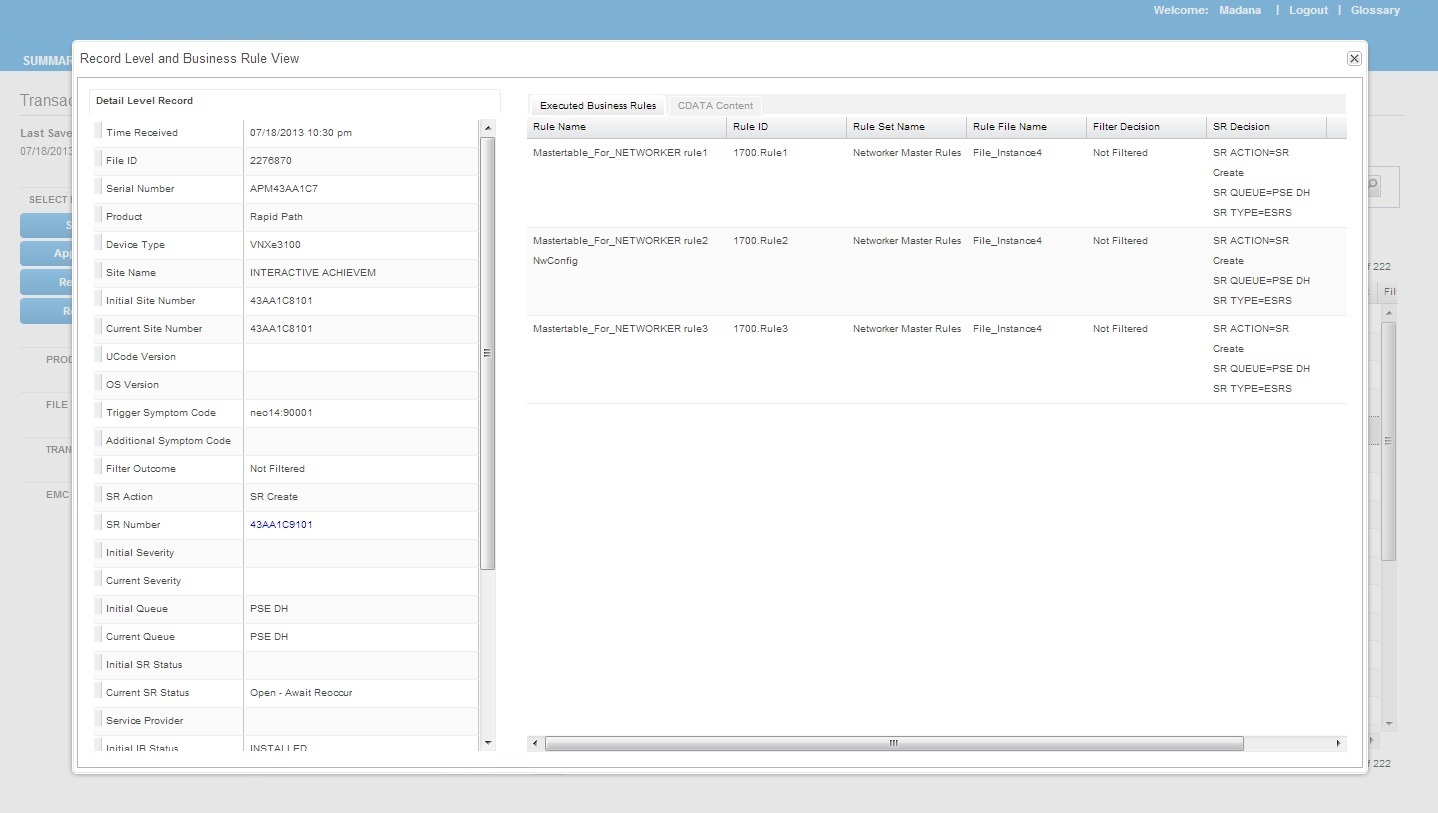 Welcome: Madana | Logout | Glossary
SUMMAR
Record Level and Business Rule View
Transac
Last Save
07/18/2013
SELECT
S
App
Re
R
PROD
FILE
TRAN
EMC
Detail Level Record
Time Received 07/18/2013 10:30 pm
File ID 2276870
Serial Number APM43AA1C7
Product Rapid Path
Device Type VNXe3100
Site Name INTERACTIVE ACHIEVEM
Initial Site Number 43AA1C8101
Current Site Number 43AA1C8101
UCode Version
OS Version
Trigger Symptom Code neo14:90001
Additional Symptom Code
Filter Outcome Not Filtered
SR Action SR Create
SR Number 43AA1C9101
Initial Severity
Current Severity
Initial Queue PSE DH
Current Queue PSE DH
Initial SR Status
Current SR Status Open - Await Reoccur
Service Provider
Initial IB Status INSTALLED
Executed Business Rules CDATA Content
Rule Name Rule ID Rule Set Name Rule File Name Filter Decision SR Decision
Mastertable_For_NETWORKER rule1 1700.Rule1 Networker Master Rules File_Instance4 Not Filtered SR ACTION=SR
Create
SR QUEUE=PSE DH
SR TYPE=ESRS
Mastertable_For_NETWORKER rule2 1700.Rule2 Networker Master Rules File_Instance4 Not Filtered SR ACTION=SR
NwConfig Create
SR QUEUE=PSE DH
SR TYPE=ESRS
Mastertable_For_NETWORKER rule3 1700.Rule3 Networker Master Rules File_Instance4 Not Filtered SR ACTION=SR
Create
SR QUEUE=PSE DH
SR TYPE=ESRS
f 222
Fil
f 222